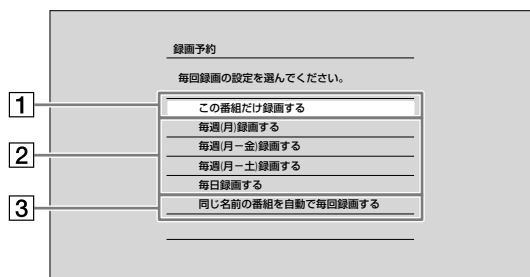 録画予約
毎回録画の設定を選んでください。
1 この番組だけ録画する
毎週(月)録画する
2 毎週(月－金)録画する
毎週(月－土)録画する
毎日録画する
3 同じ名前の番組を自動で毎回録画する